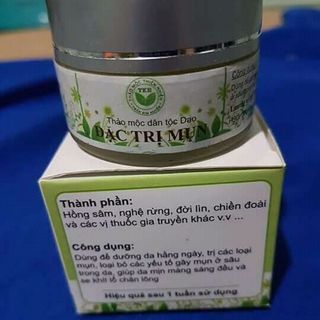 TKB
Thảo mộc dân tộc Dao
ĐẶC TRỊ MỤN
Thành phần:
Hồng sâm, nghệ rừng, đời lìn, chiền đoài
và các vị thuốc gia truyền khác v.v ...
Công dụng:
Dùng để dưỡng da hằng ngày, trị các loại
mụn, loại bỏ các yếu tố gây mụn ở sâu
trong da, giúp da mịn màng sáng đều và
se khít lỗ chân lông
Hiệu quả sau 1 tuần sử dụng